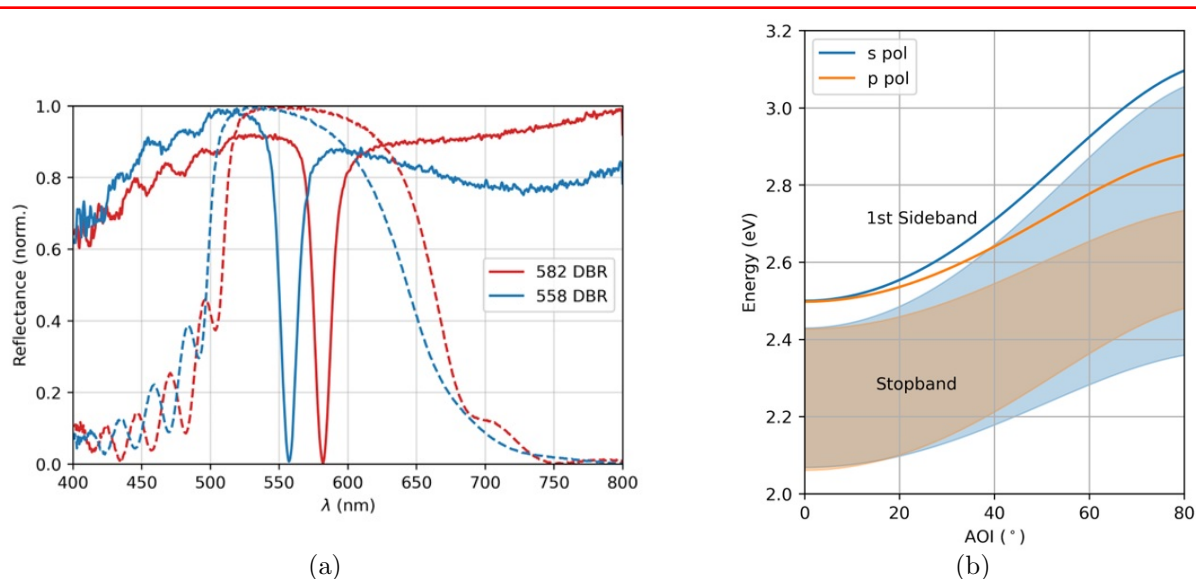 1.0
0.8
0.6
0.4
0.2
0.0
Reflectance (norm.)
400 450 500 550 600 650 700 750 800
λ (nm)
582 DBR
558 DBR
(a)
3.2
3.0
2.8
2.6
2.4
2.2
2.0
Energy (eV)
s pol
p pol
1st Sideband
Stopband
0 20 40 60 80
AOI (°)
(b)